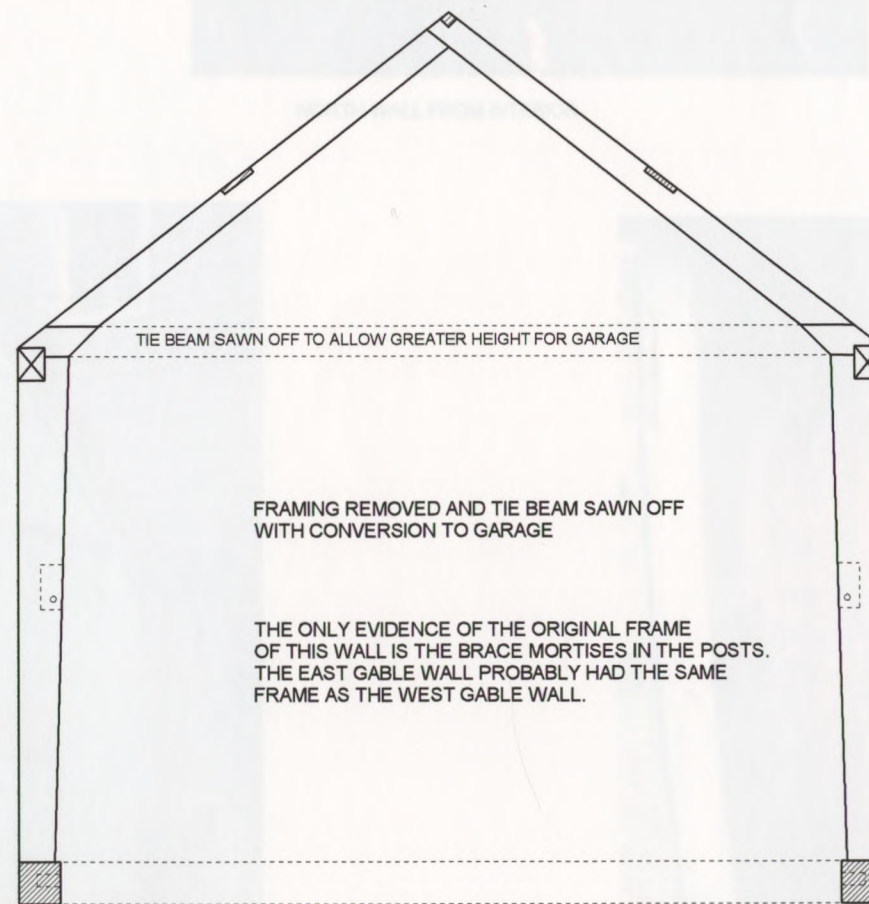 TIE BEAM SAWN OFF TO ALLOW GREATER HEIGHT FOR GARAGE
FRAMING REMOVED AND TIE BEAM SAWN OFF
WITH CONVERSION TO GARAGE
THE ONLY EVIDENCE OF THE ORIGINAL FRAME
OF THIS WALL IS THE BRACE MORTISES IN THE POSTS.
THE EAST GABLE WALL PROBABLY HAD THE SAME
FRAME AS THE WEST GABLE WALL.